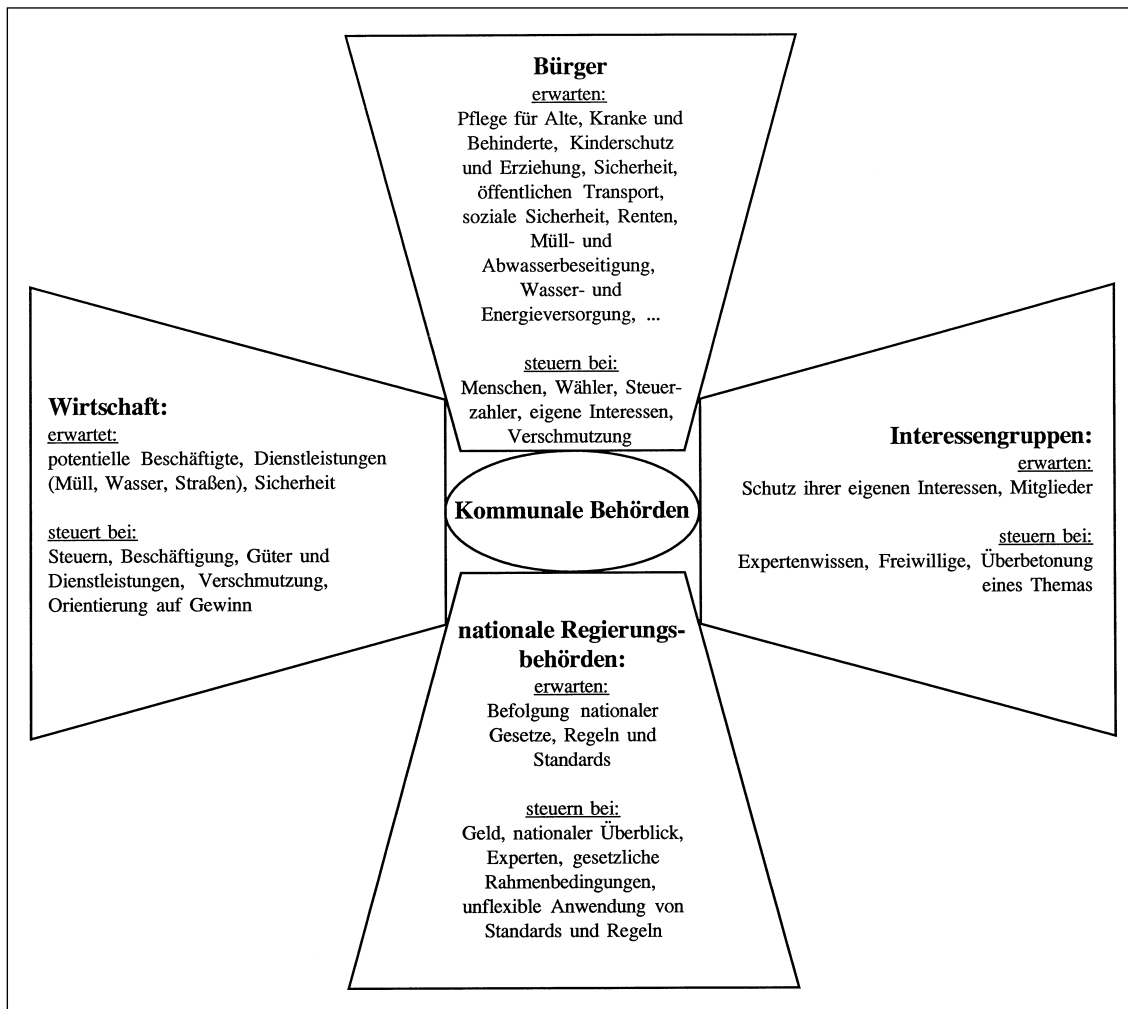 Bürger
erwarten:
Pflege für Alte, Kranke und
Behinderte, Kinderschutz
und Erziehung, Sicherheit,
öffentlichen Transport,
soziale Sicherheit, Renten,
Müll- und
Abwasserbeseitigung,
Wasser- und
Energieversorgung, ...
steuern bei:
Menschen, Wähler, Steuer-
zahler, eigene Interessen,
Verschmutzung
Wirtschaft:
erwartet:
potentielle Beschäftigte, Dienstleistungen
(Müll, Wasser, Straßen), Sicherheit
steuert bei:
Steuern, Beschäftigung, Güter und
Dienstleistungen, Verschmutzung,
Orientierung auf Gewinn
Kommunale Behörden
Interessengruppen:
erwarten:
Schutz ihrer eigenen Interessen, Mitglieder
steuern bei:
Expertenwissen, Freiwillige, Überbetonung
eines Themas
nationale Regierungs-
behörden:
erwarten:
Befolgung nationaler
Gesetze, Regeln und
Standards
steuern bei:
Geld, nationaler Überblick,
Experten, gesetzliche
Rahmenbedingungen,
unflexible Anwendung von
Standards und Regeln